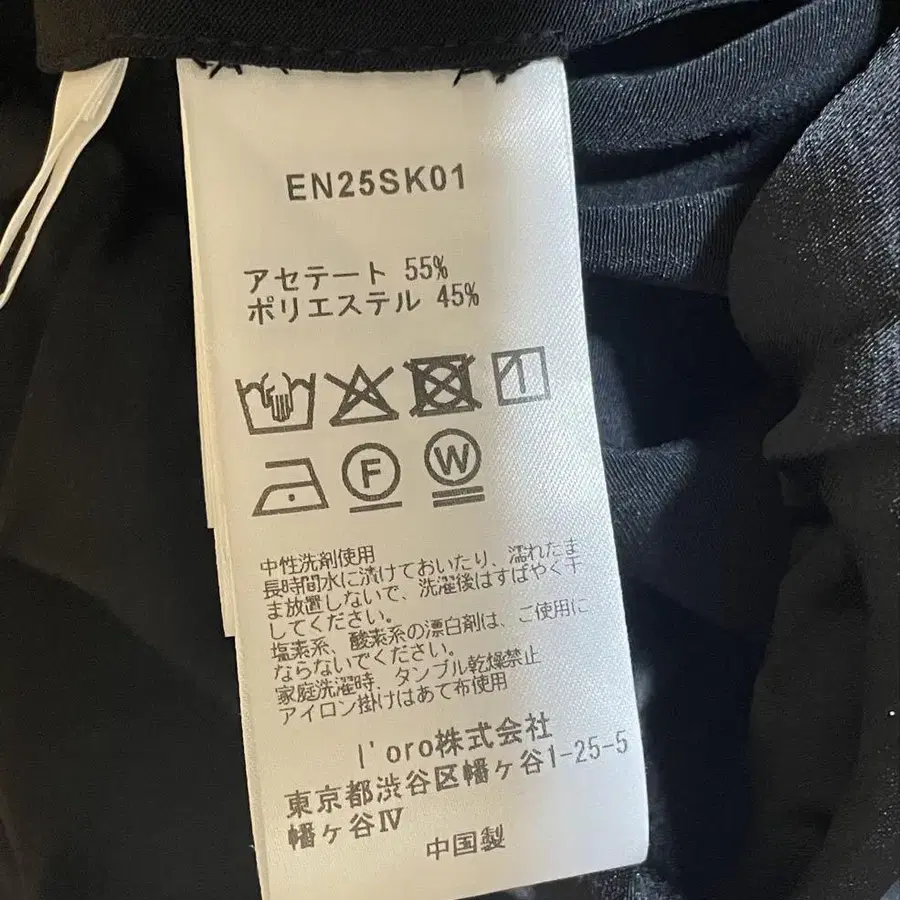 EN25SK01
アセテート 55%
ポリエステル 45%
F W
中性洗剤使用
長時間水に漬けておいたり、濡れたま
ま放置しないで、洗濯後はすばやく干
してください。
塩素系、酸素系の漂白剤は、ご使用に
ならないでください。
家庭洗濯時、タンブル乾燥禁止
アイロン掛けはあて布使用
l'oro株式会社
東京都渋谷区幡ヶ谷1-25-5
幡ヶ谷Ⅳ
中国製